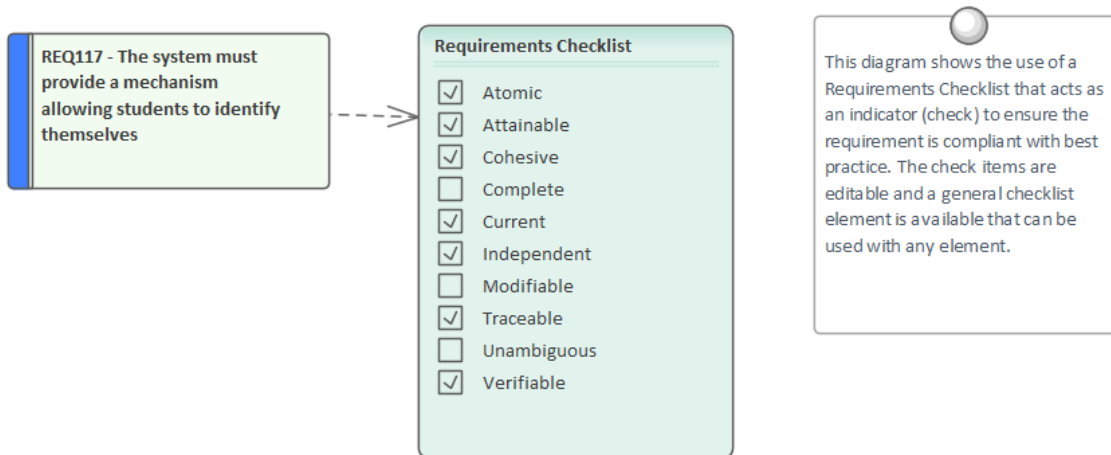 REQ117 - The system must
provide a mechanism
allowing students to identify
themselves
Requirements Checklist
Atomic
Attainable
Cohesive
Complete
Current
Independent
Modifiable
Traceable
Unambiguous
Verifiable
This diagram shows the use of a
Requirements Checklist that acts as
an indicator (check) to ensure the
requirement is compliant with best
practice. The check items are
editable and a general checklist
element is available that can be
used with any element.